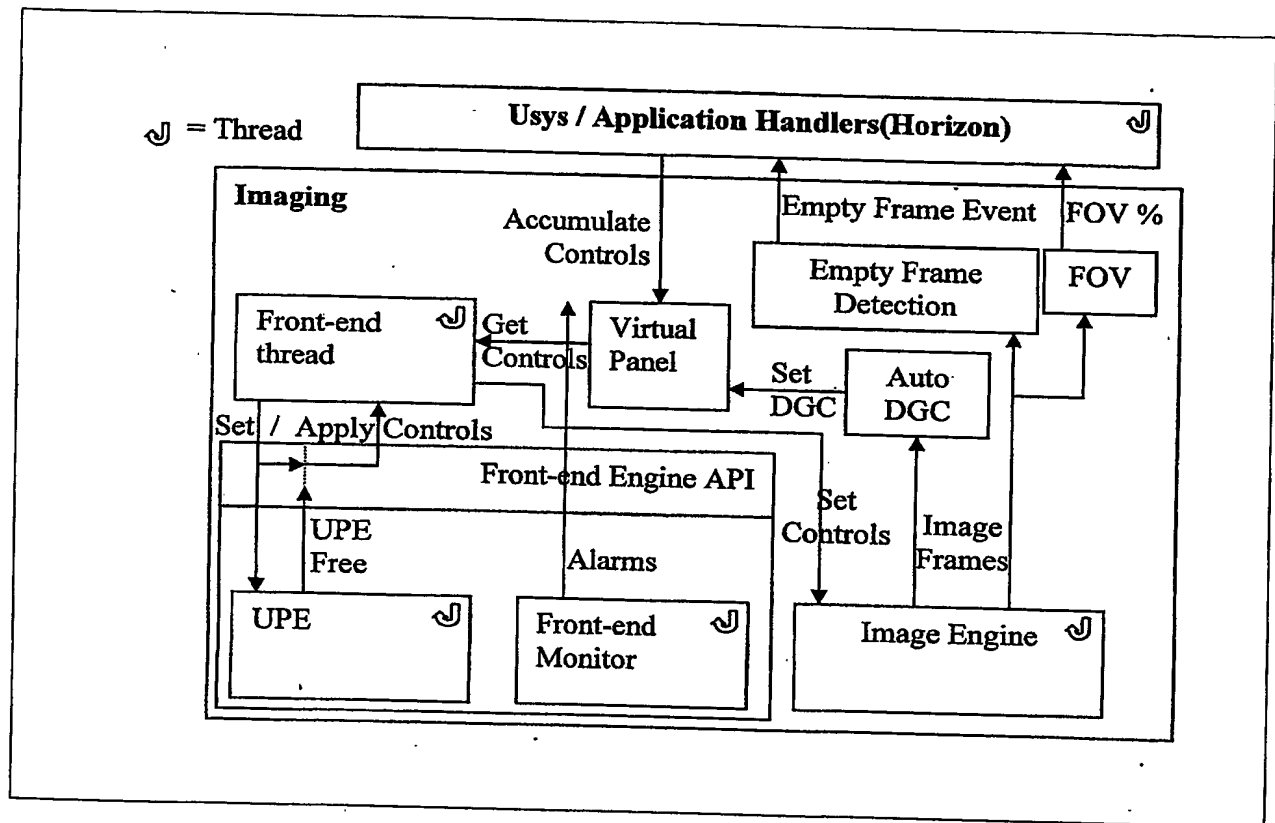 Usys / Application Handlers(Horizon)
= Thread
Imaging
Accumulate
Controls
Empty Frame Event
FOV %
Empty Frame
Detection
FOV
Front-end
thread
Get
Controls
Virtual
Panel
Set
DGC
Auto
DGC
Set / Apply Controls
Front-end Engine API
UPE
Free
Alarms
Set
Controls
Image
Frames
UPE
Front-end
Monitor
Image Engine